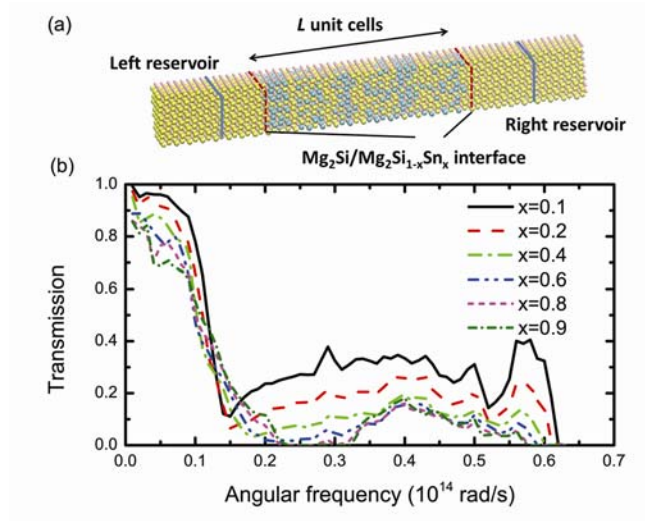 (a)
L unit cells
Left reservoir
Right reservoir
Mg₂Si/Mg₂Si₁₋ₓSnₓ interface
(b)
1.0
0.8
0.6
0.4
0.2
0.0
Transmission
x=0.1
x=0.2
x=0.4
x=0.6
x=0.8
x=0.9
0.0 0.1 0.2 0.3 0.4 0.5 0.6 0.7
Angular frequency (10¹⁴ rad/s)